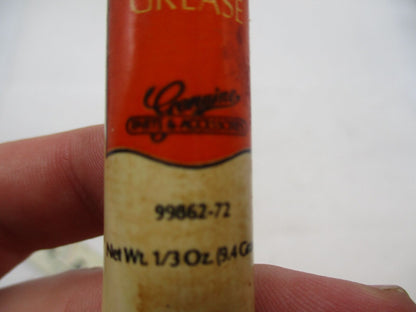 GREASE
Genuine
PARTS & ACCESSORIES
99862-72
Net Wt. 1/3 Oz. (9.4 G